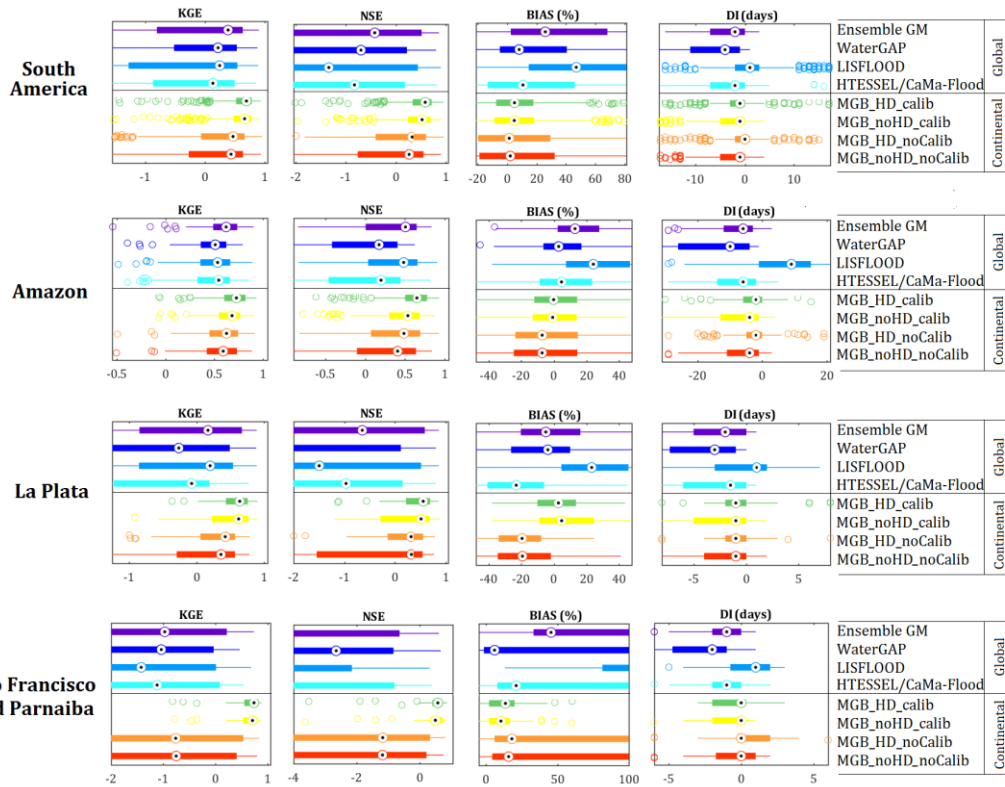 KGE NSE BIAS (%) DI (days)
South America
Ensemble GM
WaterGAP
LISFLOOD
HTESSEL/CaMa-Flood
Global
MGB_HD_calib
MGB_noHD_calib
MGB_HD_noCalib
MGB_noHD_noCalib
Continental
-1 0 1 -2 -1 0 1 -20 0 20 40 60 80 -10 0 10
KGE NSE BIAS (%) DI (days)
Amazon
Ensemble GM
WaterGAP
LISFLOOD
HTESSEL/CaMa-Flood
Global
MGB_HD_calib
MGB_noHD_calib
MGB_HD_noCalib
MGB_noHD_noCalib
Continental
-0.5 0 0.5 1 -0.5 0 0.5 1 -40 -20 0 20 40 -20 0 20
KGE NSE BIAS (%) DI (days)
La Plata
Ensemble GM
WaterGAP
LISFLOOD
HTESSEL/CaMa-Flood
Global
MGB_HD_calib
MGB_noHD_calib
MGB_HD_noCalib
MGB_noHD_noCalib
Continental
-1 0 1 -2 -1 0 1 -40 -20 0 20 40 -5 0 5
KGE NSE BIAS (%) DI (days)
o Francisco
d Parnaiba
Ensemble GM
WaterGAP
LISFLOOD
HTESSEL/CaMa-Flood
Global
MGB_HD_calib
MGB_noHD_calib
MGB_HD_noCalib
MGB_noHD_noCalib
Continental
-2 -1 0 1 -4 -2 0 0 50 100 -5 0 5